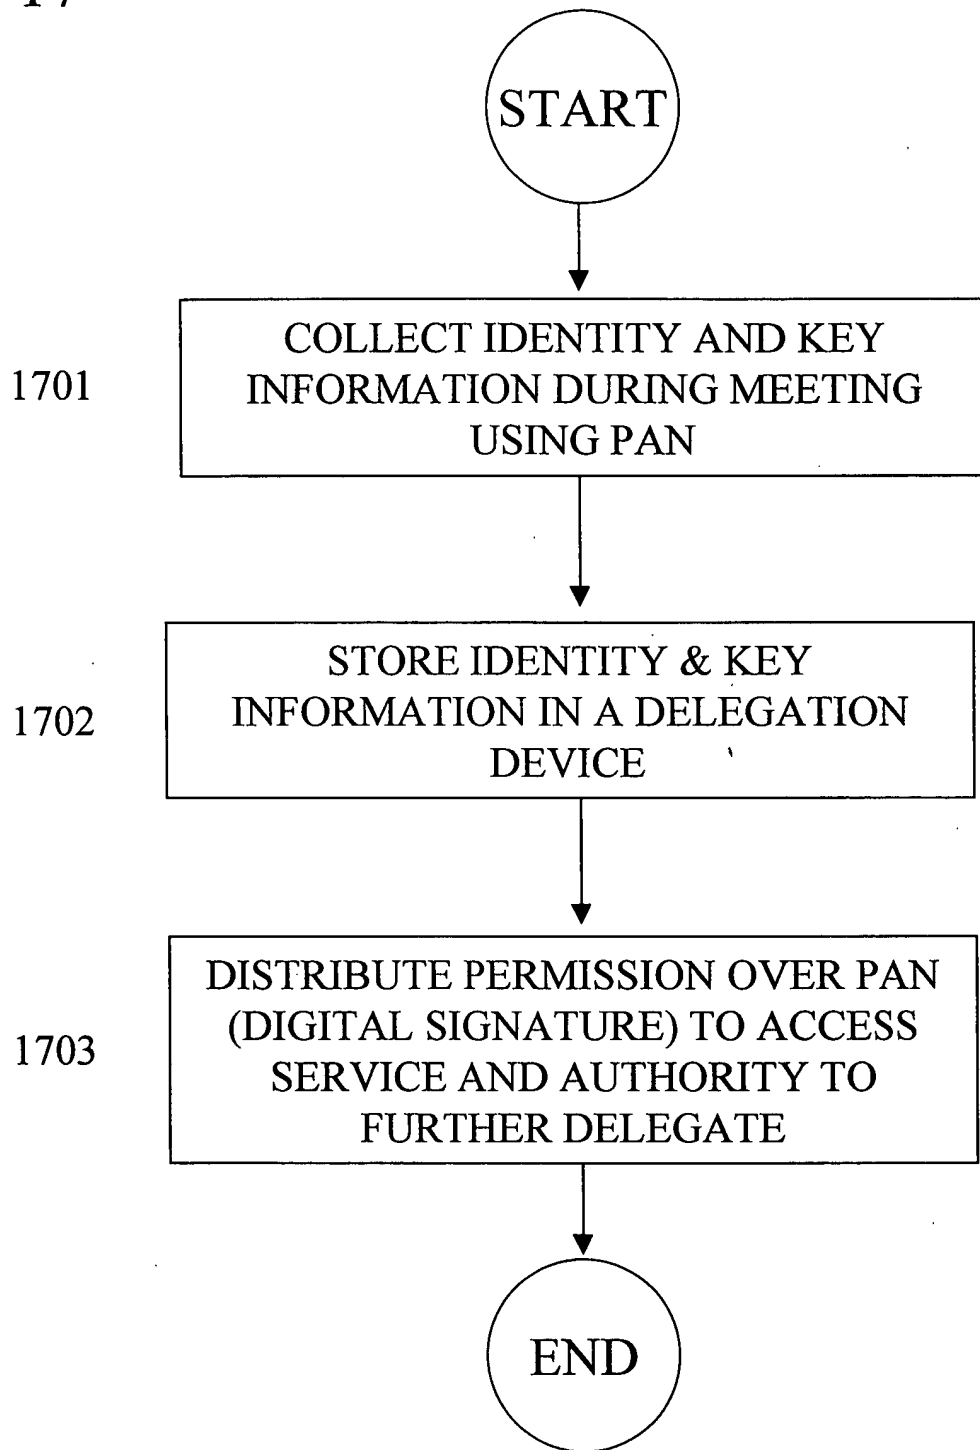 17
START
COLLECT IDENTITY AND KEY
1701
INFORMATION DURING MEETING
USING PAN
STORE IDENTITY & KEY
1702
INFORMATION IN A DELEGATION
DEVICE
DISTRIBUTE PERMISSION OVER PAN
(DIGITAL SIGNATURE) TO ACCESS
1703
SERVICE AND AUTHORITY TO
FURTHER DELEGATE
END